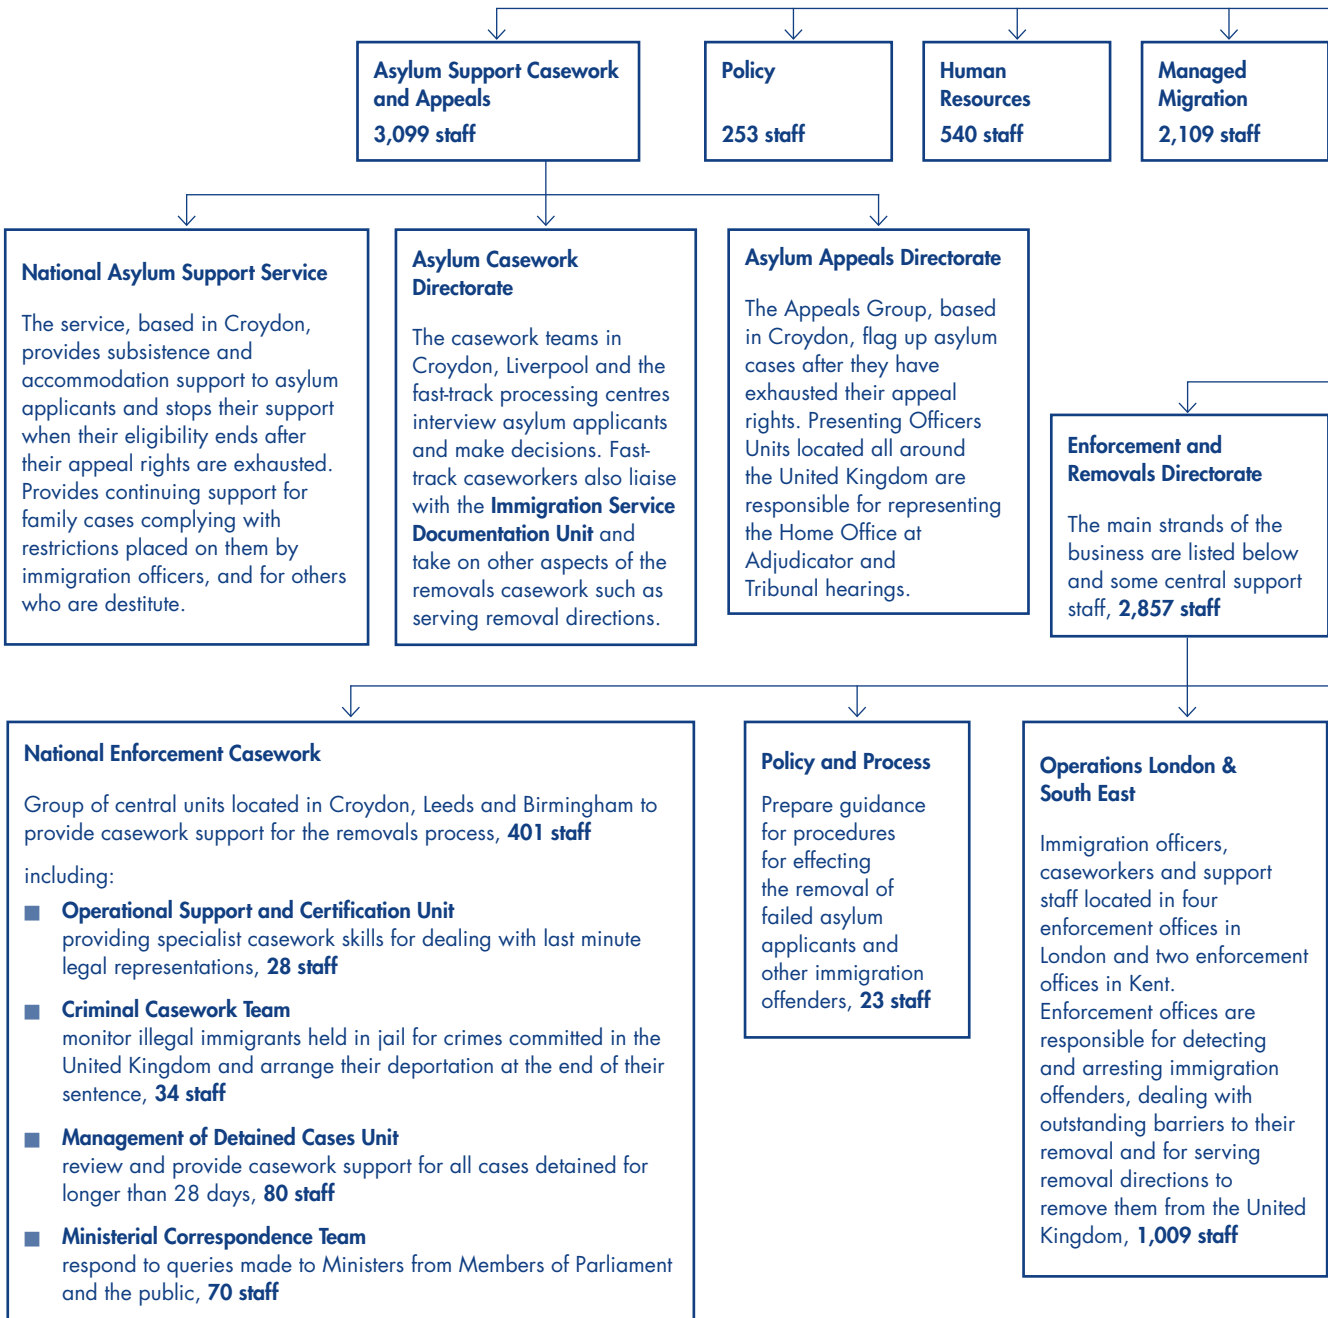 Asylum Support Casework
and Appeals
3,099 staff
Policy
253 staff
Human
Resources
540 staff
Managed
Migration
2,109 staff
National Asylum Support Service
The service, based in Croydon,
provides subsistence and
accommodation support to asylum
applicants and stops their support
when their eligibility ends after
their appeal rights are exhausted.
Provides continuing support for
family cases complying with
restrictions placed on them by
immigration officers, and for others
who are destitute.
Asylum Casework
Directorate
The casework teams in
Croydon, Liverpool and the
fast-track processing centres
interview asylum applicants
and make decisions. Fast-
track caseworkers also liaise
with the Immigration Service
Documentation Unit and
take on other aspects of the
removals casework such as
serving removal directions.
Asylum Appeals Directorate
The Appeals Group, based
in Croydon, flag up asylum
cases after they have
exhausted their appeal
rights. Presenting Officers
Units located all around
the United Kingdom are
responsible for representing
the Home Office at
Adjudicator and
Tribunal hearings.
Enforcement and
Removals Directorate
The main strands of the
business are listed below
and some central support
staff, 2,857 staff
National Enforcement Casework
Group of central units located in Croydon, Leeds and Birmingham to
provide casework support for the removals process, 401 staff
including:
Operational Support and Certification Unit
providing specialist casework skills for dealing with last minute
legal representations, 28 staff
Criminal Casework Team
monitor illegal immigrants held in jail for crimes committed in the
United Kingdom and arrange their deportation at the end of their
sentence, 34 staff
Management of Detained Cases Unit
review and provide casework support for all cases detained for
longer than 28 days, 80 staff
Ministerial Correspondence Team
respond to queries made to Ministers from Members of Parliament
and the public, 70 staff
Policy and Process
Prepare guidance
for procedures
for effecting
the removal of
failed asylum
applicants and
other immigration
offenders, 23 staff
Operations London &
South East
Immigration officers,
caseworkers and support
staff located in four
enforcement offices in
London and two enforcement
offices in Kent.
Enforcement offices are
responsible for detecting
and arresting immigration
offenders, dealing with
outstanding barriers to their
removal and for serving
removal directions to
remove them from the United
Kingdom, 1,009 staff